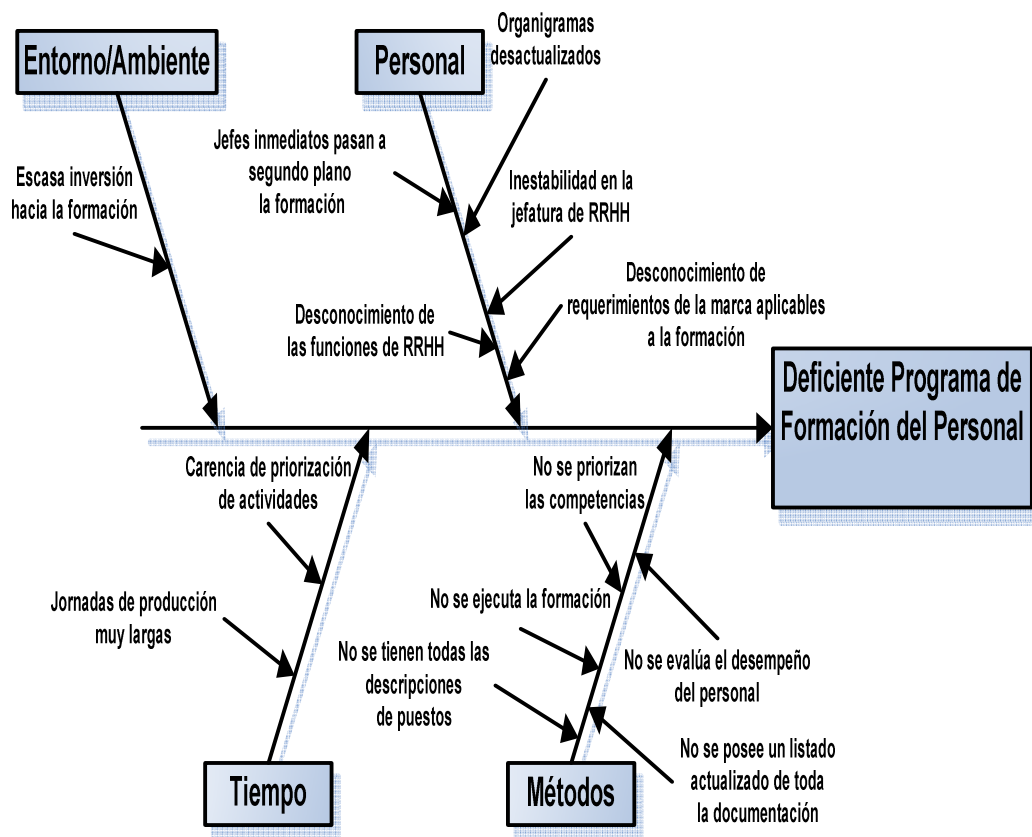 Entorno/Ambiente
Personal
Organigramas
desactualizados
Jefes inmediatos pasan a
segundo plano
la formación
Escasa inversión
hacia la formación
Inestabilidad en la
jefatura de RRHH
Desconocimiento de
requerimientos de la marca aplicables
a la formación
Desconocimiento de
las funciones de RRHH
Deficiente Programa de
Formación del Personal
Carencia de priorización
de actividades
No se priorizan
las competencias
Jornadas de producción
muy largas
No se ejecuta la formación
No se tienen todas las
descripciones
de puestos
No se evalúa el desempeño
del personal
No se posee un listado
actualizado de toda
la documentación
Tiempo
Métodos